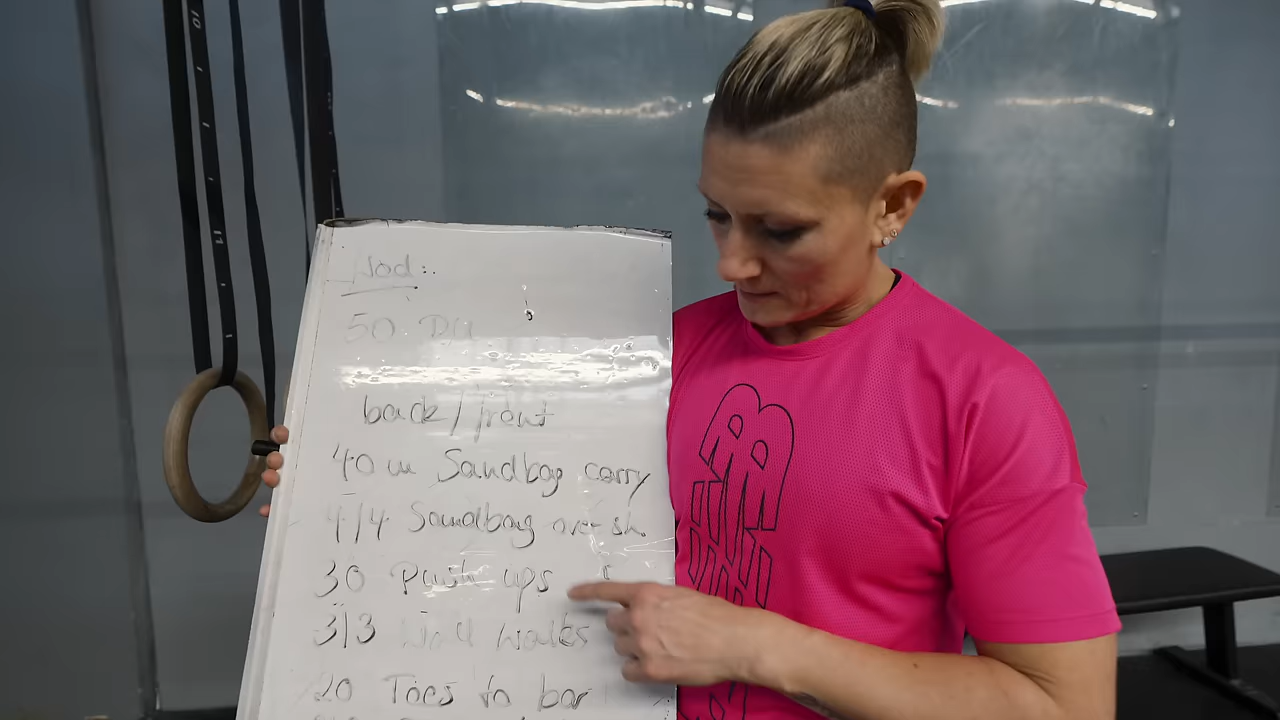 Wod:
50 DU
back/front
40 m Sandbag carry
4/4 Sandbag over sh.
30 Push ups
3/3 Wall walks
20 Toes to bar